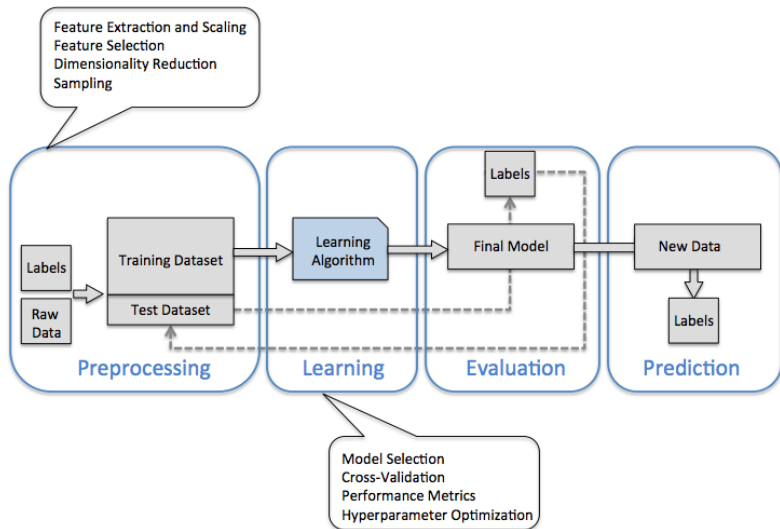 Feature Extraction and Scaling
Feature Selection
Dimensionality Reduction
Sampling
Labels
Raw
Data
Training Dataset
Test Dataset
Preprocessing
Learning
Algorithm
Learning
Labels
Final Model
Evaluation
New Data
Labels
Prediction
Model Selection
Cross-Validation
Performance Metrics
Hyperparameter Optimization